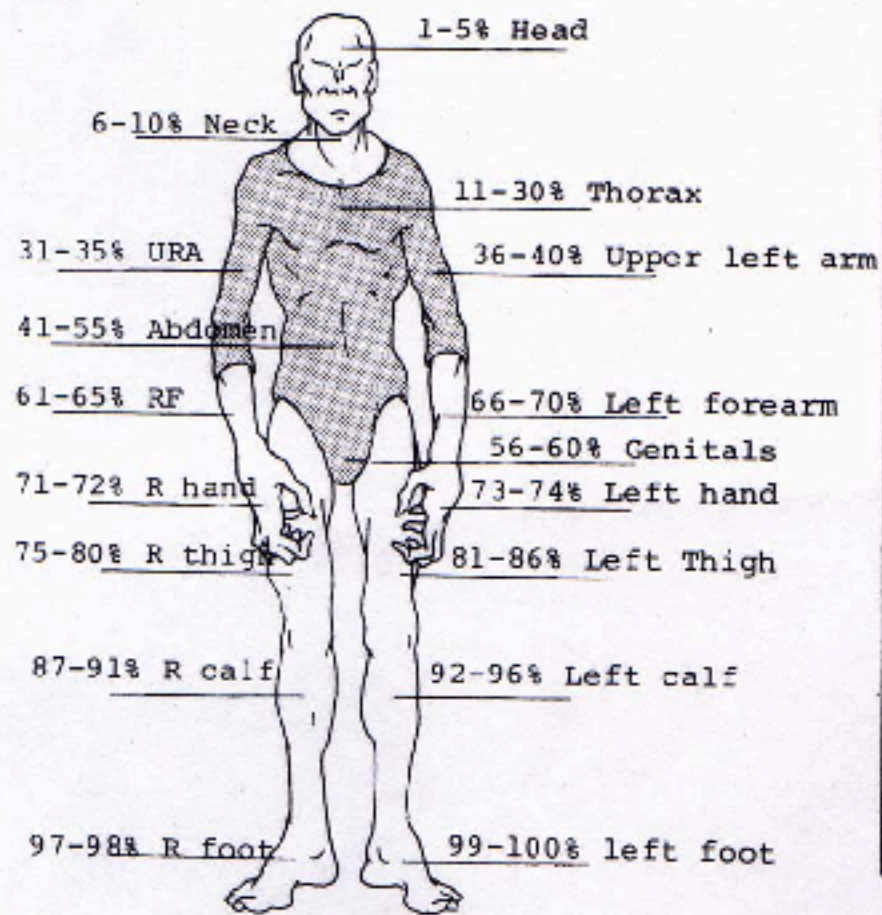 1-5% Head
6-10% Neck
11-30% Thorax
31-35% URA
36-40% Upper left arm
41-55% Abdomen
61-65% RF
66-70% Left forearm
56-60% Genitals
71-72% R hand
73-74% Left hand
75-80% R thigh
81-86% Left Thigh
87-91% R calf
92-96% Left calf
97-98% R foot
99-100% left foot